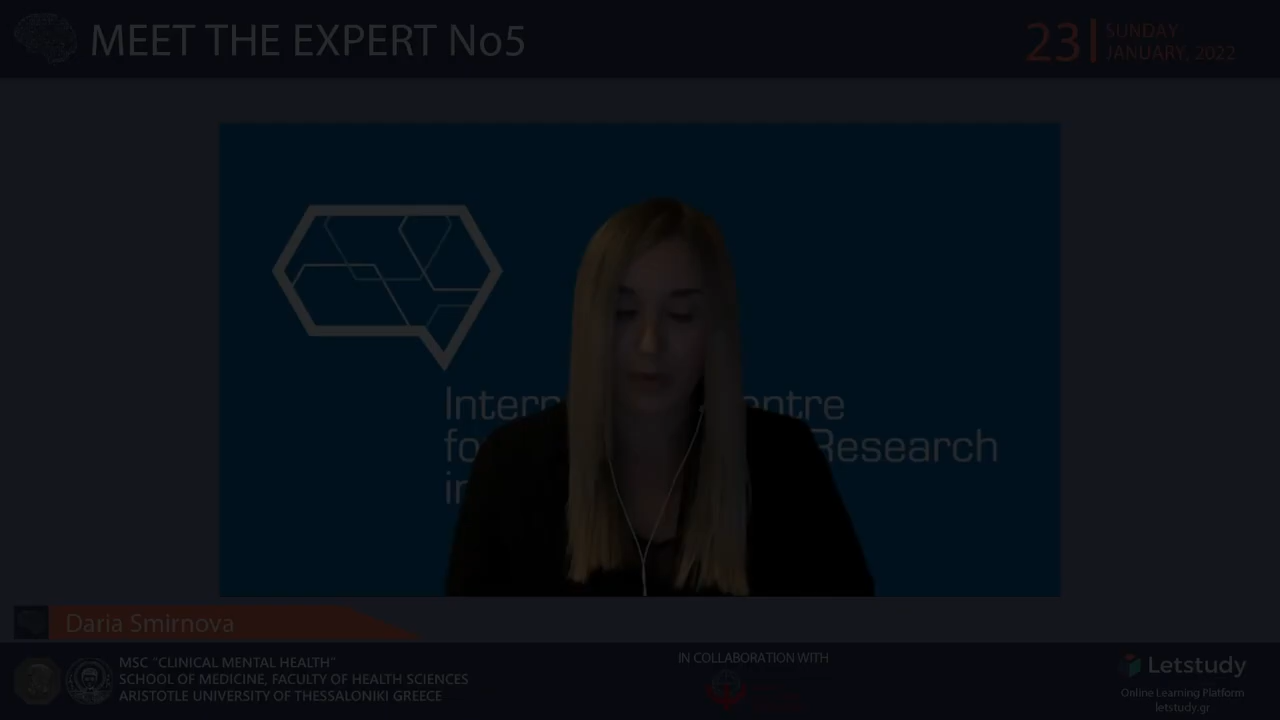 MEET THE EXPERT No5
23
SUNDAY
JANUARY, 2022
Intern entre
fo Research
in
Daria Smirnova
MSC "CLINICAL MENTAL HEALTH"
SCHOOL OF MEDICINE, FACULTY OF HEALTH SCIENCES
ARISTOTLE UNIVERSITY OF THESSALONIKI GREECE
IN COLLABORATION WITH
Letstudy
Online Learning Platform
letstudy.gr